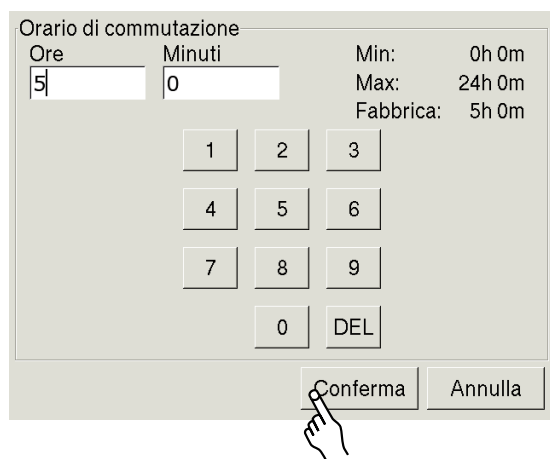 Orario di commutazione
Ore Minuti Min: 0h 0m
5 0 Max: 24h 0m
Fabbrica: 5h 0m
1 2 3
4 5 6
7 8 9
0 DEL
Conferma Annulla